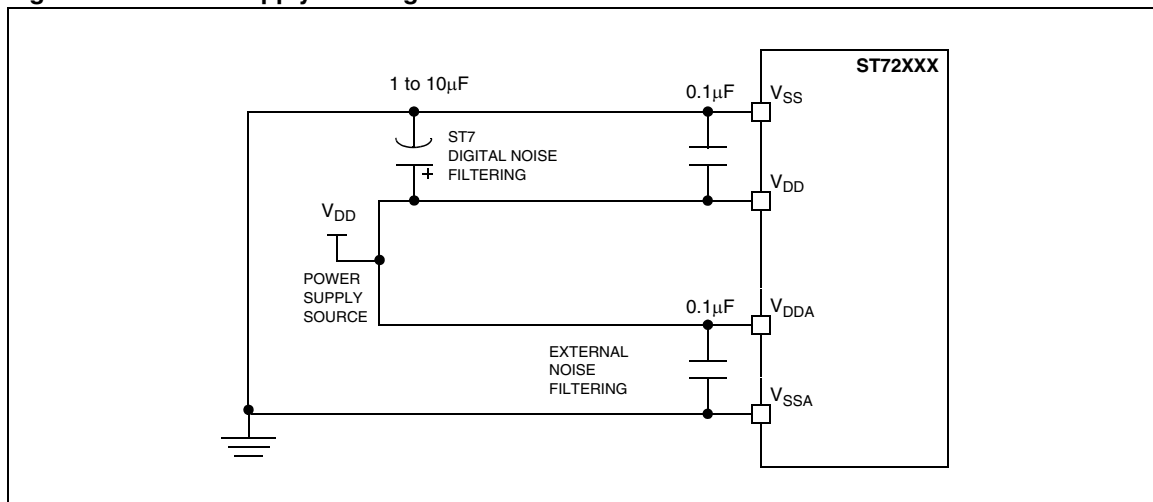 ST72XXX
1 to 10μF
0.1μF
VSS
ST7
DIGITAL NOISE
FILTERING
+
VDD
VDD
POWER
SUPPLY
SOURCE
0.1μF
VDDA
EXTERNAL
NOISE
FILTERING
VSSA